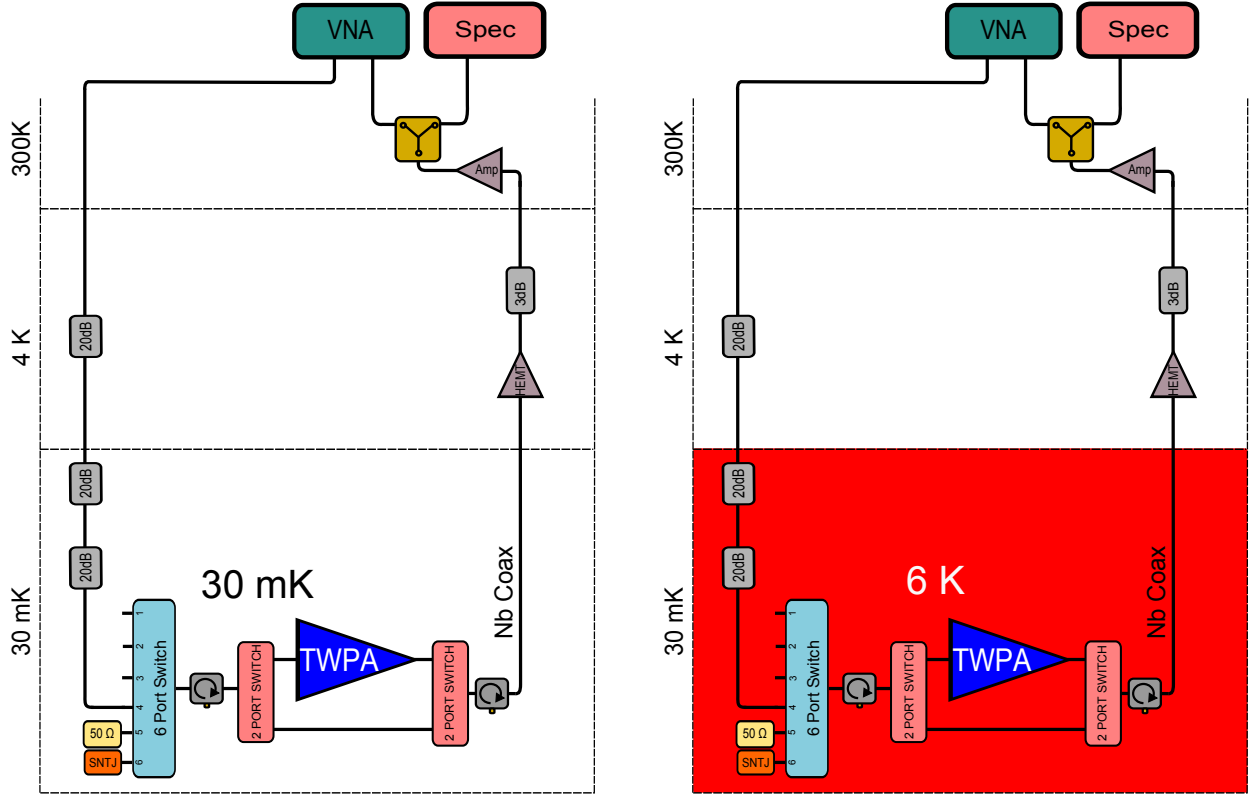 VNA
Spec
300K
Amp
4 K
20dB
3dB
HEMT
30 mK
20dB
20dB
30 mK
Nb Coax
1
2
3
4
5
6
6 Port Switch
50 Ω
SNTJ
2 PORT SWITCH
TWPA
2 PORT SWITCH
VNA
Spec
300K
Amp
4 K
20dB
3dB
HEMT
30 mK
20dB
20dB
6 K
Nb Coax
1
2
3
4
5
6
6 Port Switch
50 Ω
SNTJ
2 PORT SWITCH
TWPA
2 PORT SWITCH